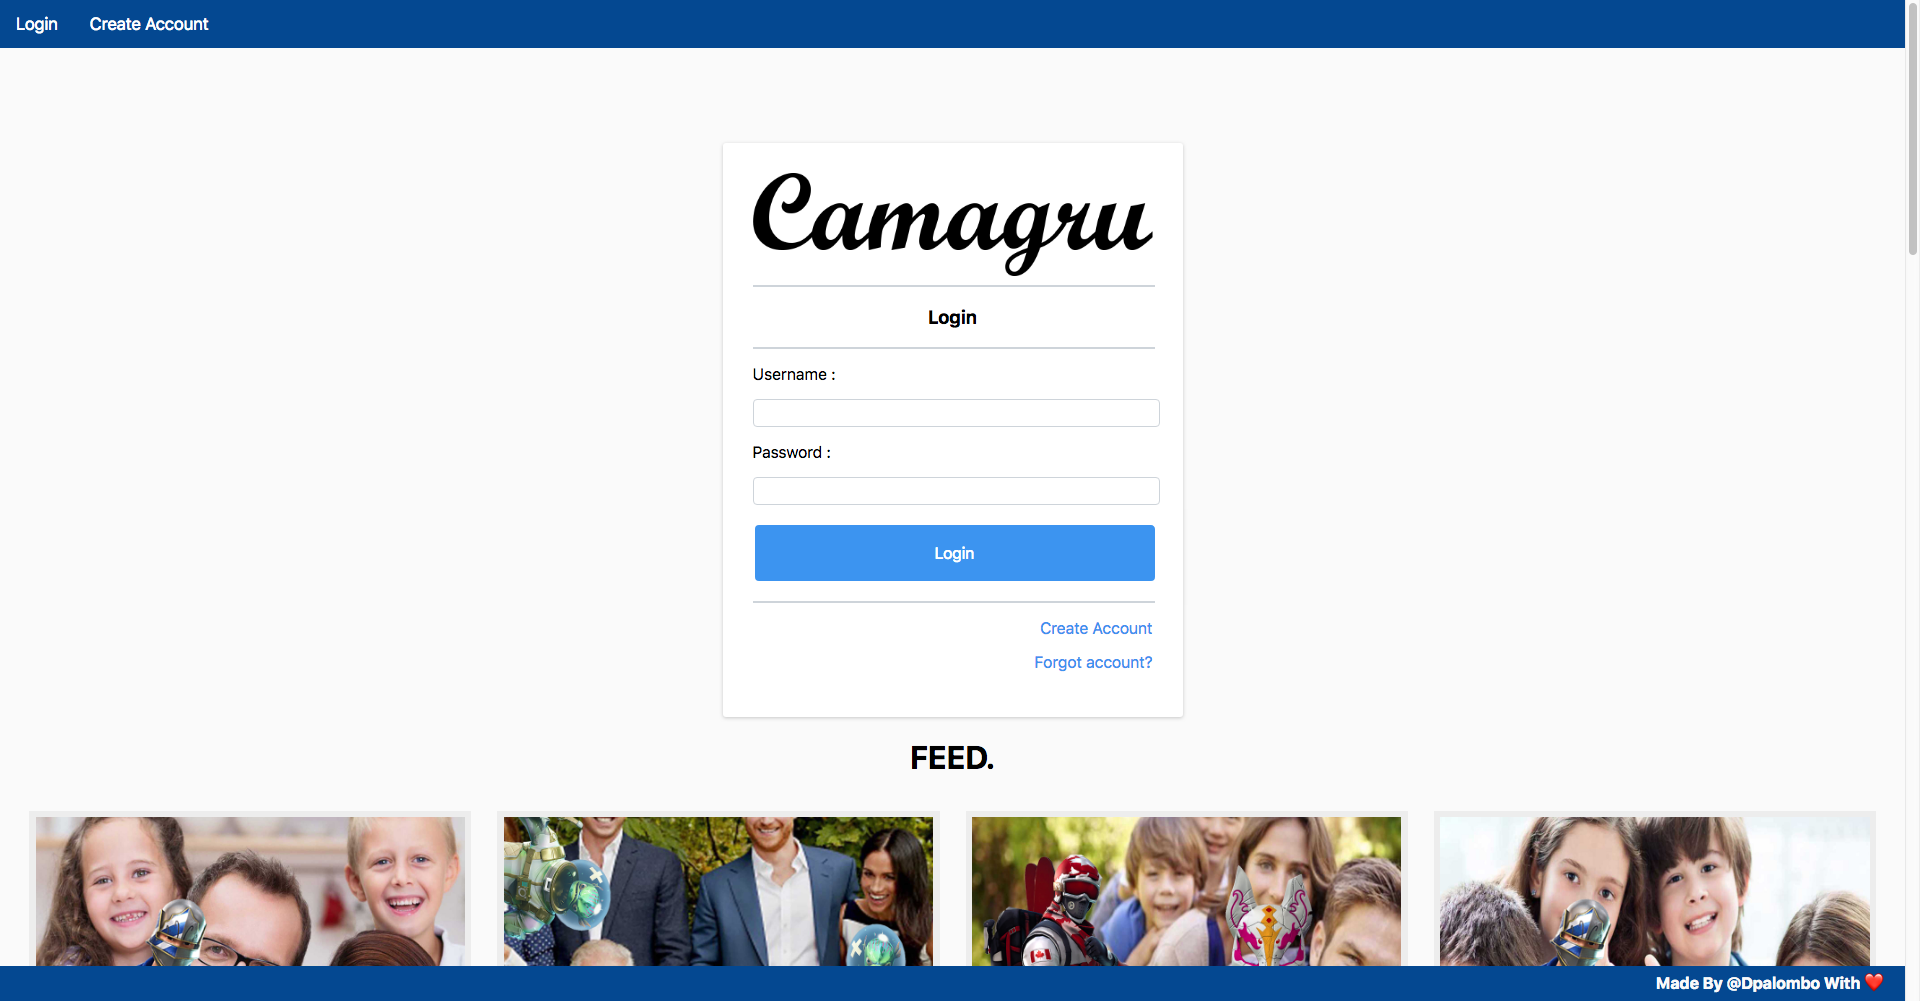 Login
Create Account
Camagru
Login
Username :
Password :
Login
Create Account
Forgot account?
FEED.
Made By @Dpalombo With ❤️